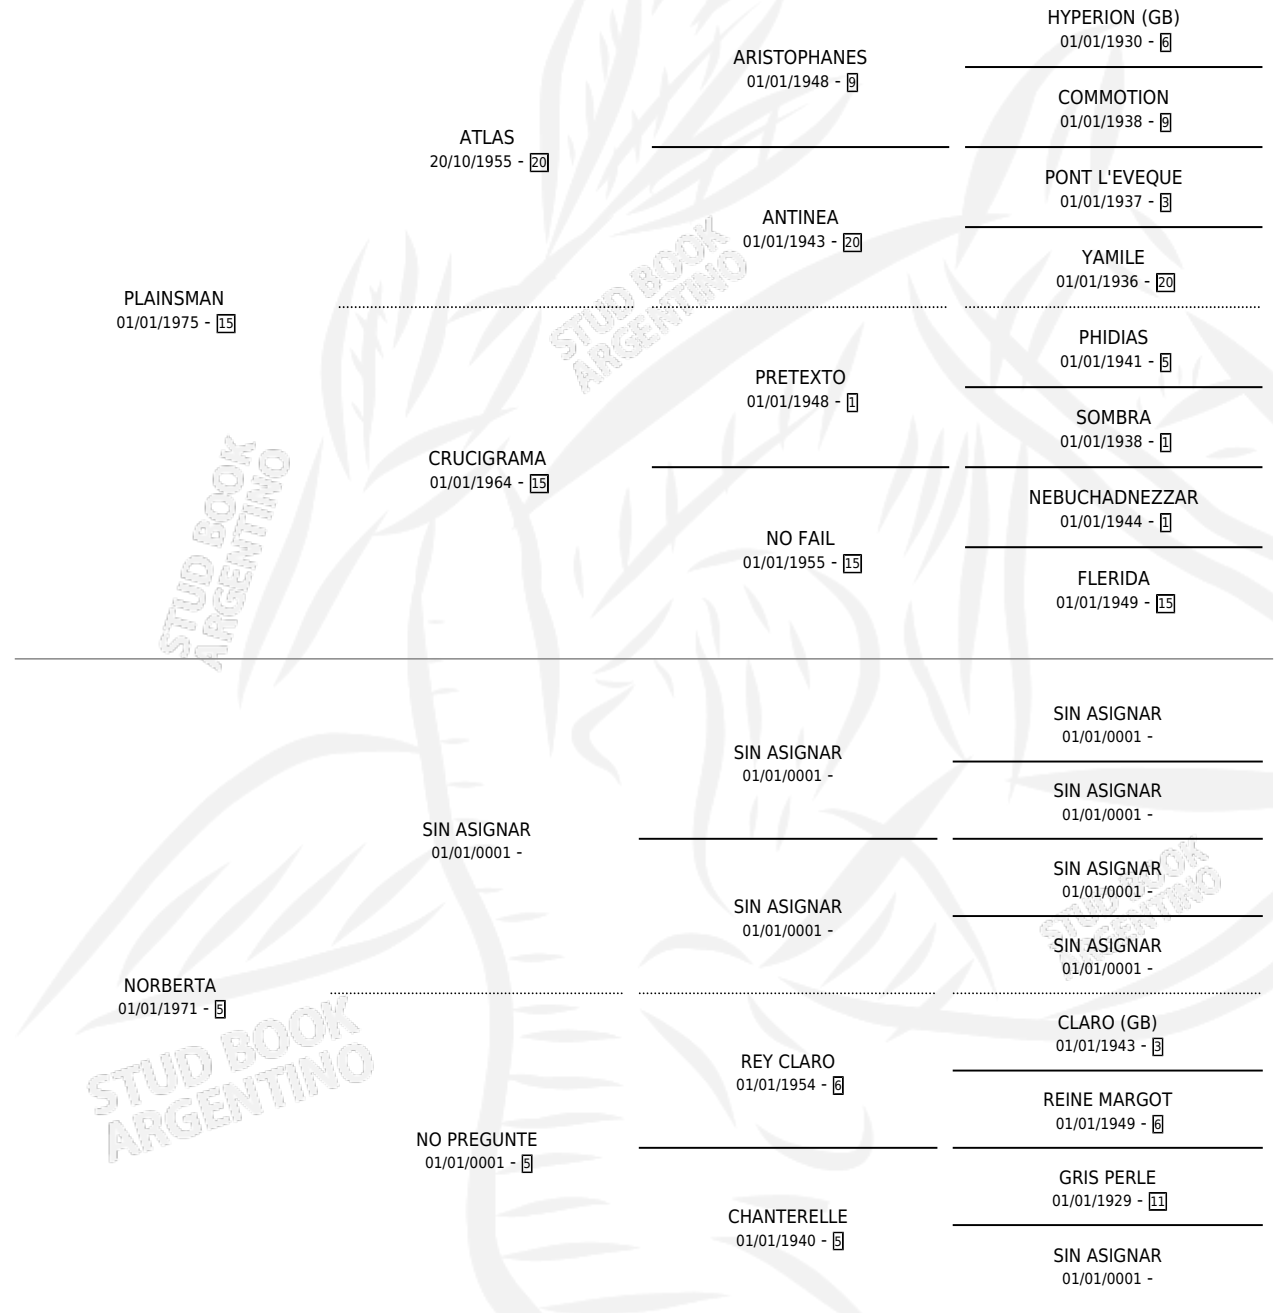 HYPERION (GB)
01/01/1930 - 6
ARISTOPHANES
01/01/1948 - 9
COMMOTION
01/01/1938 - 9
ATLAS
20/10/1955 - 20
PONT L'EVEQUE
01/01/1937 - 3
ANTINEA
01/01/1943 - 20
YAMILE
01/01/1936 - 20
PLAINSMAN
01/01/1975 - 15
PHIDIAS
01/01/1941 - 5
PRETEXTO
01/01/1948 - 1
SOMBRA
01/01/1938 - 1
CRUCIGRAMA
01/01/1964 - 15
NEBUCHADNEZZAR
01/01/1944 - 1
NO FAIL
01/01/1955 - 15
FLERIDA
01/01/1949 - 15
SIN ASIGNAR
01/01/0001 -
SIN ASIGNAR
01/01/0001 -
SIN ASIGNAR
01/01/0001 -
SIN ASIGNAR
01/01/0001 -
SIN ASIGNAR
01/01/0001 -
SIN ASIGNAR
01/01/0001 -
SIN ASIGNAR
01/01/0001 -
NORBERTA
01/01/1971 - 5
CLARO (GB)
01/01/1943 - 3
REY CLARO
01/01/1954 - 6
REINE MARGOT
01/01/1949 - 6
NO PREGUNTE
01/01/0001 - 5
GRIS PERLE
01/01/1929 - 11
CHANTERELLE
01/01/1940 - 5
SIN ASIGNAR
01/01/0001 -
STUD BOOK
ARGENTINO
STUD BOOK
ARGENTINO
STUD BOOK
ARGENTINO
STUD BOOK
ARGENTINO